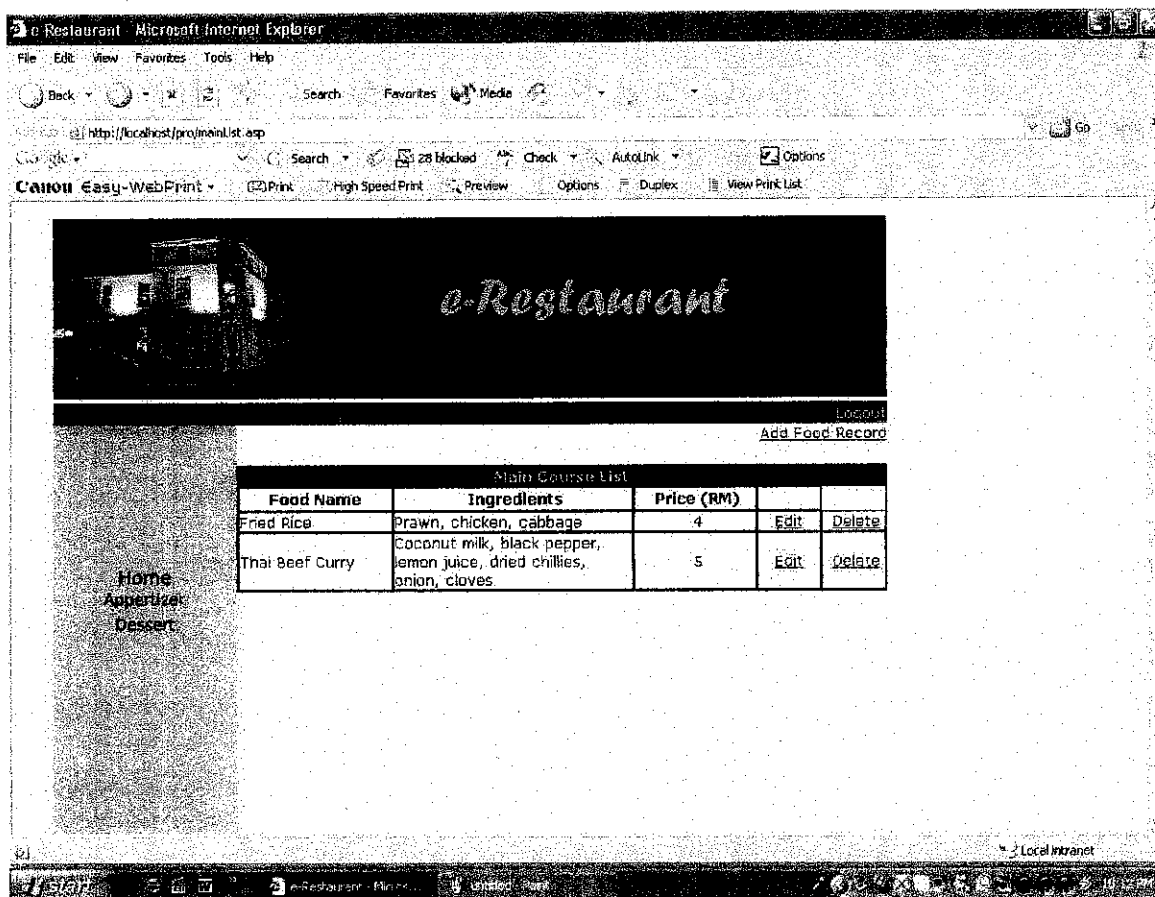 e-Restaurant - Microsoft Internet Explorer
File Edit View Favorites Tools Help
Back Search Favorites Media
http://localhost/pro/mainList.asp Go
Search 28 blocked Check AutoLink Options
Canon Easy-WebPrint Print High Speed Print Preview Options Duplex View Print List
e-Restaurant
Logout
Add Food Record
Main Course List
Food Name Ingredients Price (RM)
Fried Rice Prawn, chicken, cabbage 4 Edit Delete
Thai Beef Curry Coconut milk, black pepper, lemon juice, dried chillies, onion, cloves 5 Edit Delete
Home
Appertizer
Dessert
Local intranet
start e-Restaurant - Micros... untitled - Paint